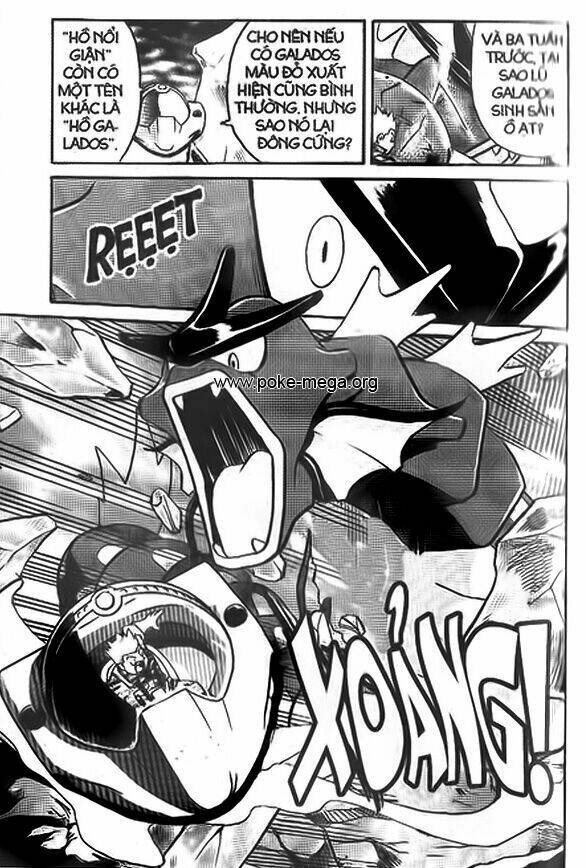 "HỒ NỔI
GIẬN"
CÒN CÓ
MỘT TÊN
KHÁC LÀ
"HỒ GA-
LADOS".
CHO NÊN NẾU
CÓ GALADOS
MÀU ĐỎ XUẤT
HIỆN CŨNG BÌNH
THƯỜNG. NHƯNG
SAO NÓ LẠI
ĐÔNG CỨNG?
VÀ BA TUẦN
TRƯỚC, TẠI
SAO LŨ
GALADOS
SINH SẢN
Ồ ẠT?
RẸẸẸT
www.poke-mega.org
XOẢNG!